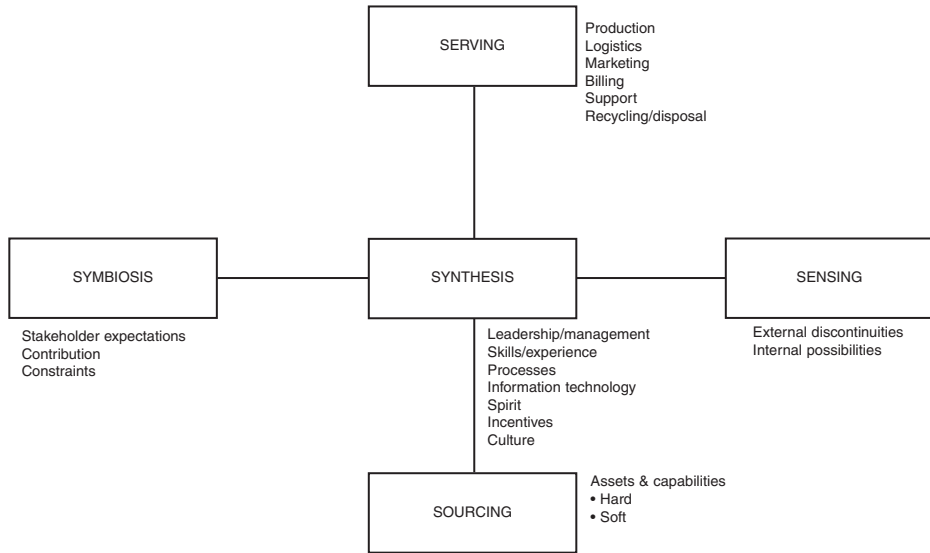 SERVING
Production
Logistics
Marketing
Billing
Support
Recycling/disposal
SYMBIOSIS
Stakeholder expectations
Contribution
Constraints
SYNTHESIS
Leadership/management
Skills/experience
Processes
Information technology
Spirit
Incentives
Culture
SENSING
External discontinuities
Internal possibilities
SOURCING
Assets & capabilities
• Hard
• Soft